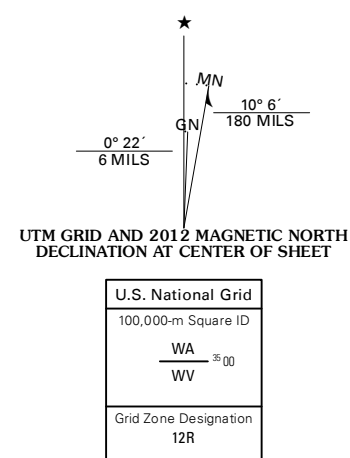 ★
MN
GN
10° 6´
180 MILS
0° 22´
6 MILS
UTM GRID AND 2012 MAGNETIC NORTH
DECLINATION AT CENTER OF SHEET
U.S. National Grid
100,000-m Square ID
WA
35 00
WV
Grid Zone Designation
12R